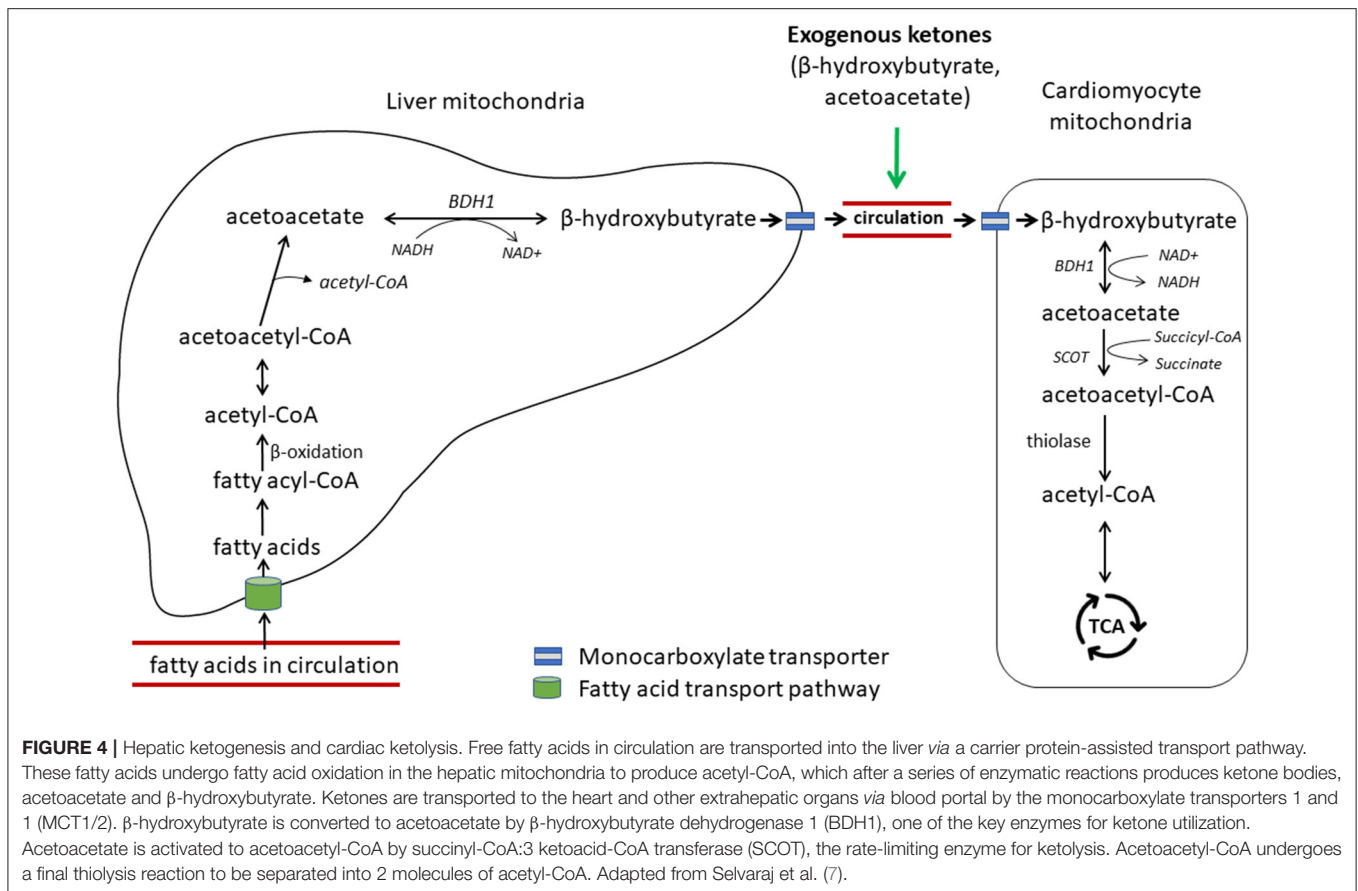 Exogenous ketones
(β-hydroxybutyrate,
acetoacetate)
Liver mitochondria
Cardiomyocyte
mitochondria
acetoacetate
BDH1
NADH
NAD+
β-hydroxybutyrate
circulation
β-hydroxybutyrate
BDH1
NAD+
NADH
acetyl-CoA
acetoacetate
acetoacetyl-CoA
SCOT
Succicyl-CoA
Succinate
acetoacetyl-CoA
acetyl-CoA
β-oxidation
thiolase
fatty acyl-CoA
acetyl-CoA
fatty acids
TCA
fatty acids in circulation
Monocarboxylate transporter
Fatty acid transport pathway
FIGURE 4 | Hepatic ketogenesis and cardiac ketolysis. Free fatty acids in circulation are transported into the liver via a carrier protein-assisted transport pathway.
These fatty acids undergo fatty acid oxidation in the hepatic mitochondria to produce acetyl-CoA, which after a series of enzymatic reactions produces ketone bodies,
acetoacetate and β-hydroxybutyrate. Ketones are transported to the heart and other extrahepatic organs via blood portal by the monocarboxylate transporters 1 and
1 (MCT1/2). β-hydroxybutyrate is converted to acetoacetate by β-hydroxybutyrate dehydrogenase 1 (BDH1), one of the key enzymes for ketone utilization.
Acetoacetate is activated to acetoacetyl-CoA by succinyl-CoA:3 ketoacid-CoA transferase (SCOT), the rate-limiting enzyme for ketolysis. Acetoacetyl-CoA undergoes
a final thiolysis reaction to be separated into 2 molecules of acetyl-CoA. Adapted from Selvaraj et al. (7).